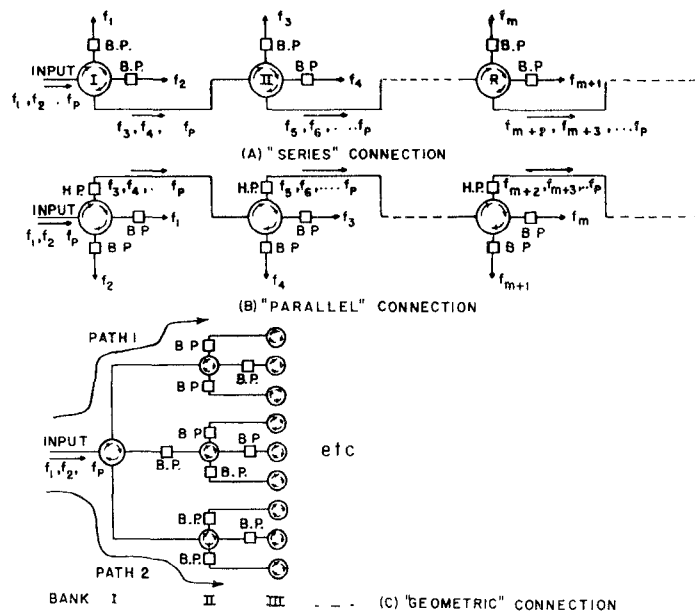 f1 f3 fm
B.P. B.P. B.P
INPUT I B.P. f2 II B.P f4 R B.P fm+1
f1, f2 .. fp
f3, f4, fp f5, f6, ....fp fm+2, fm+3, ...fp
(A) "SERIES" CONNECTION
H.P. f3, f4, .. fp H.P. f5, f6, ... fp H.P. fm+2, fm+3, ... fp
INPUT f1 f3 fm
f1, f2 fp B P B P B P
B P B P B P
f2 f4 fm+1
(B) "PARALLEL" CONNECTION
PATH 1
B P
B.P.
B P
B P
INPUT B P etc
f1, f2, fp B.P. B.P.
B.P.
B.P.
B.P.
PATH 2
BANK I II III (C) "GEOMETRIC" CONNECTION